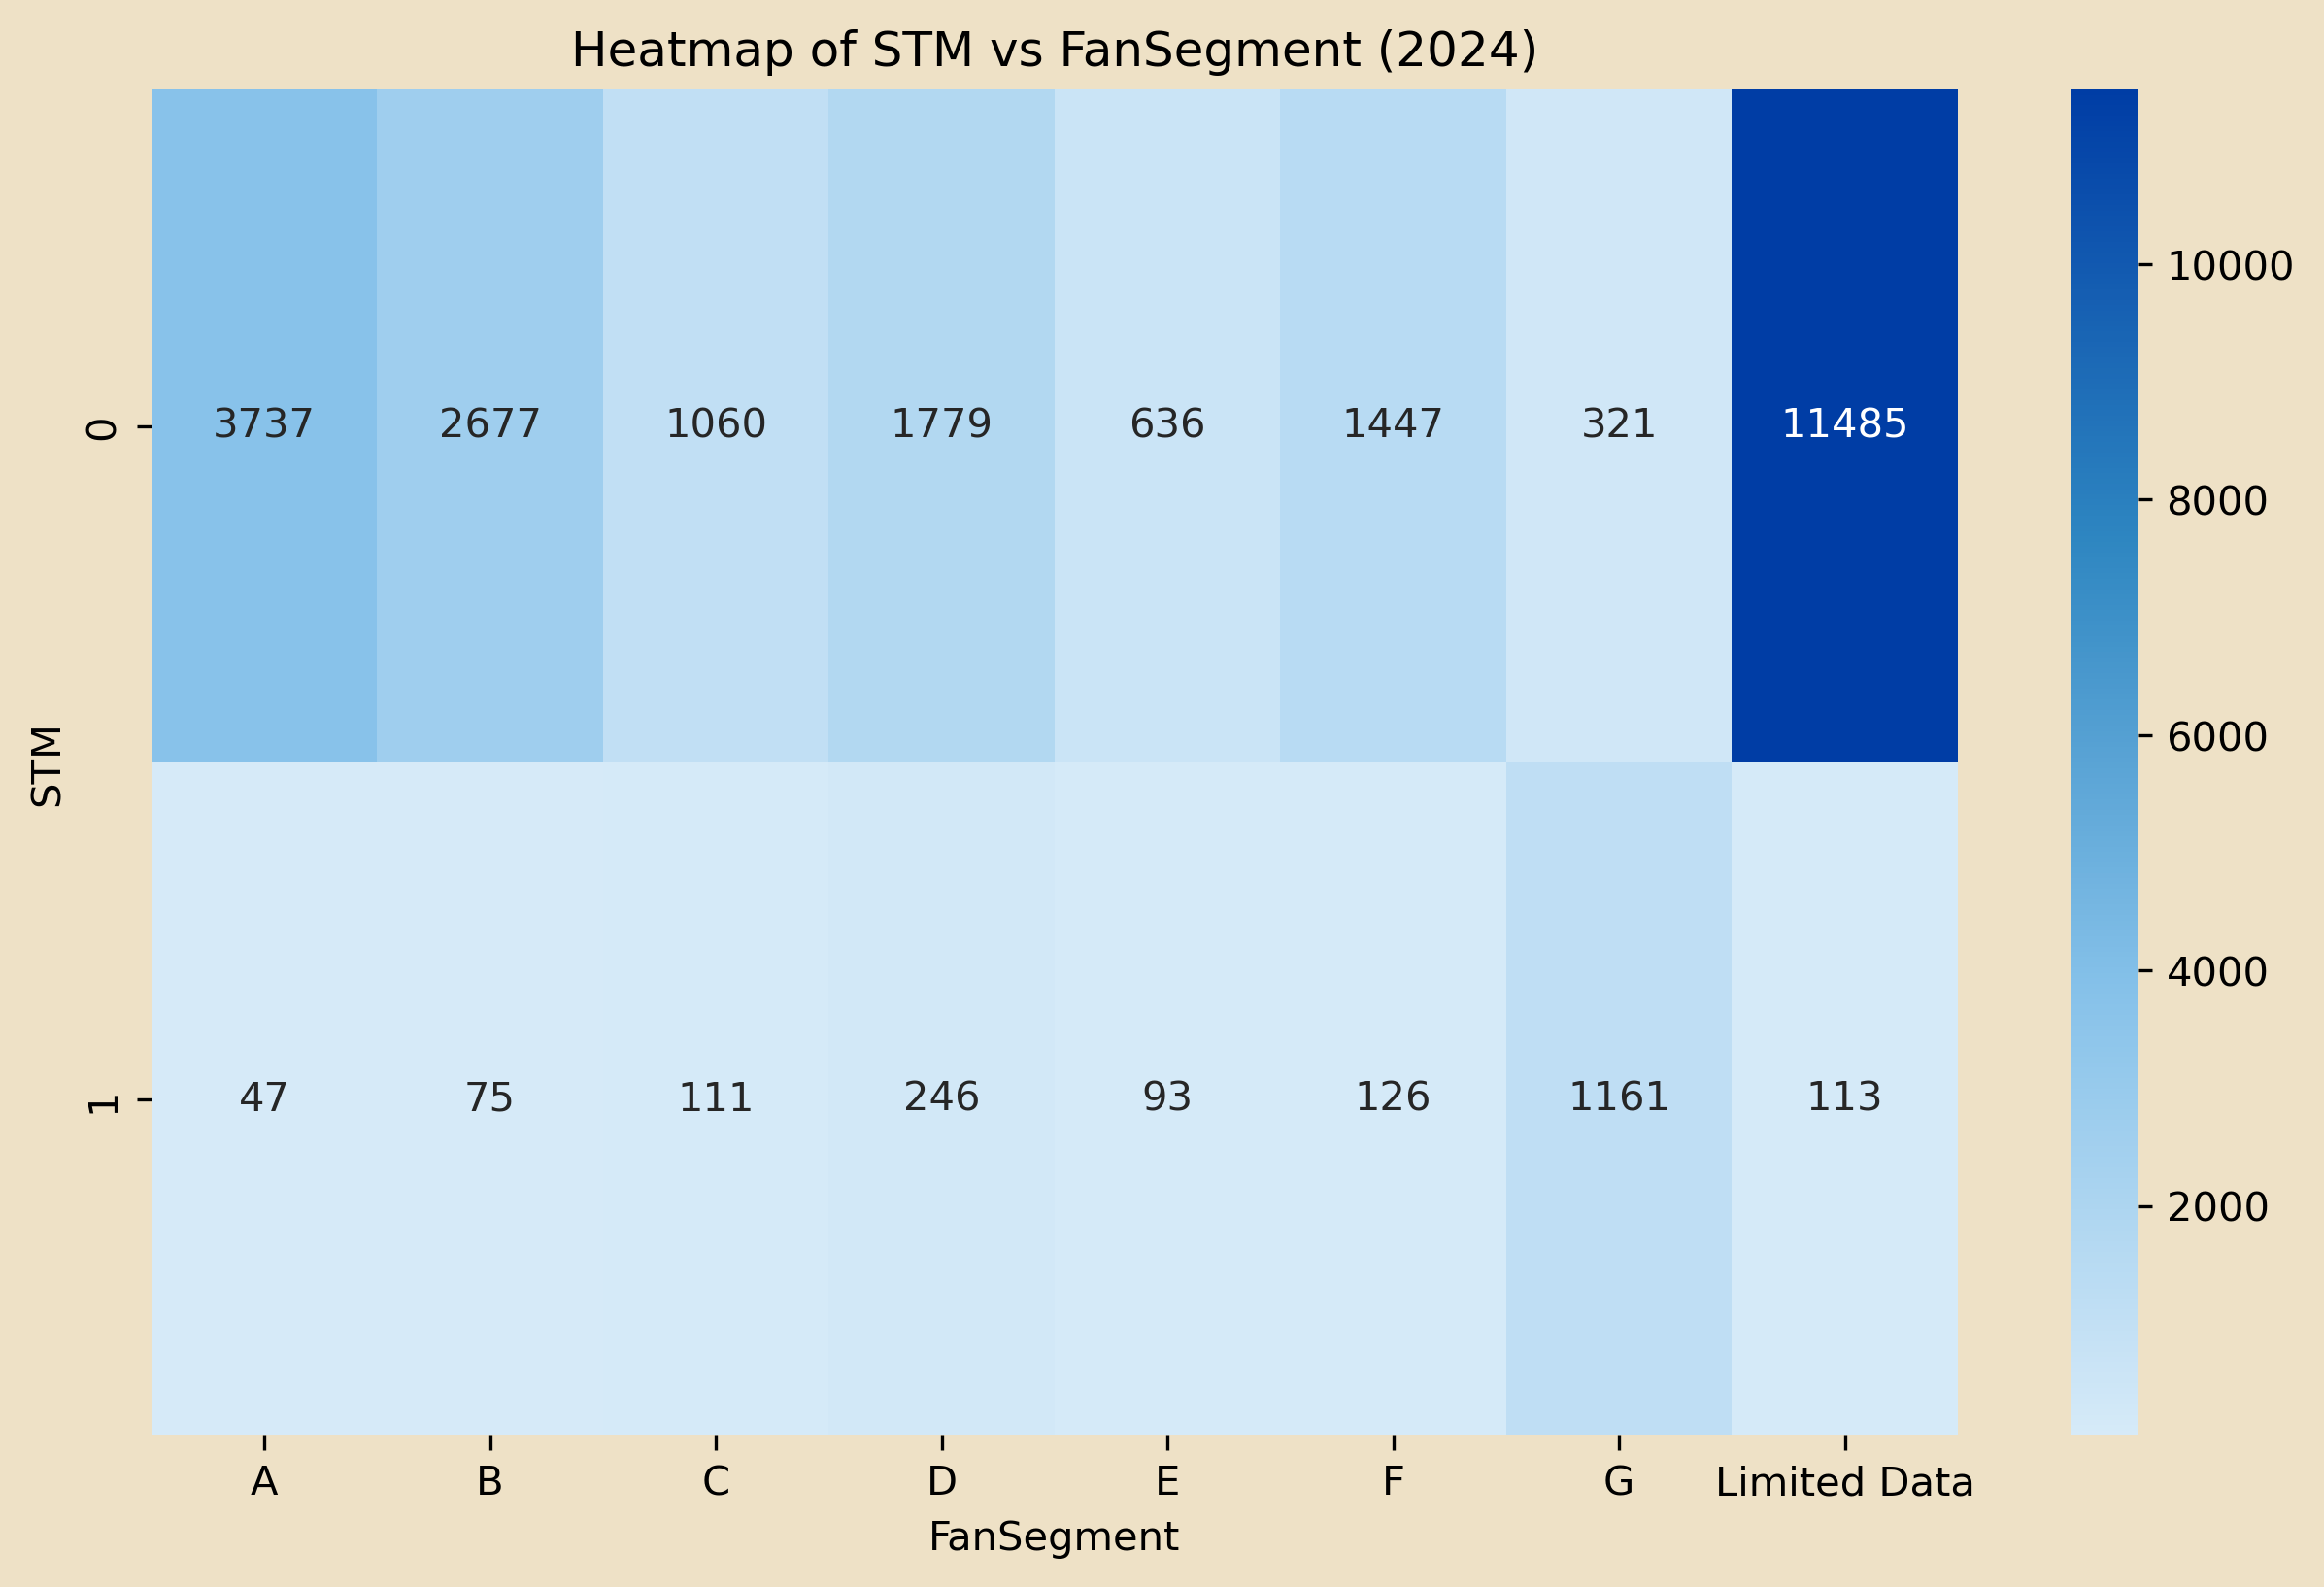 Heatmap of STM vs FanSegment (2024)
3737 2677 1060 1779 636 1447 321 11485
47 75 111 246 93 126 1161 113
0
1
STM
A B C D E F G Limited Data
FanSegment
10000
8000
6000
4000
2000